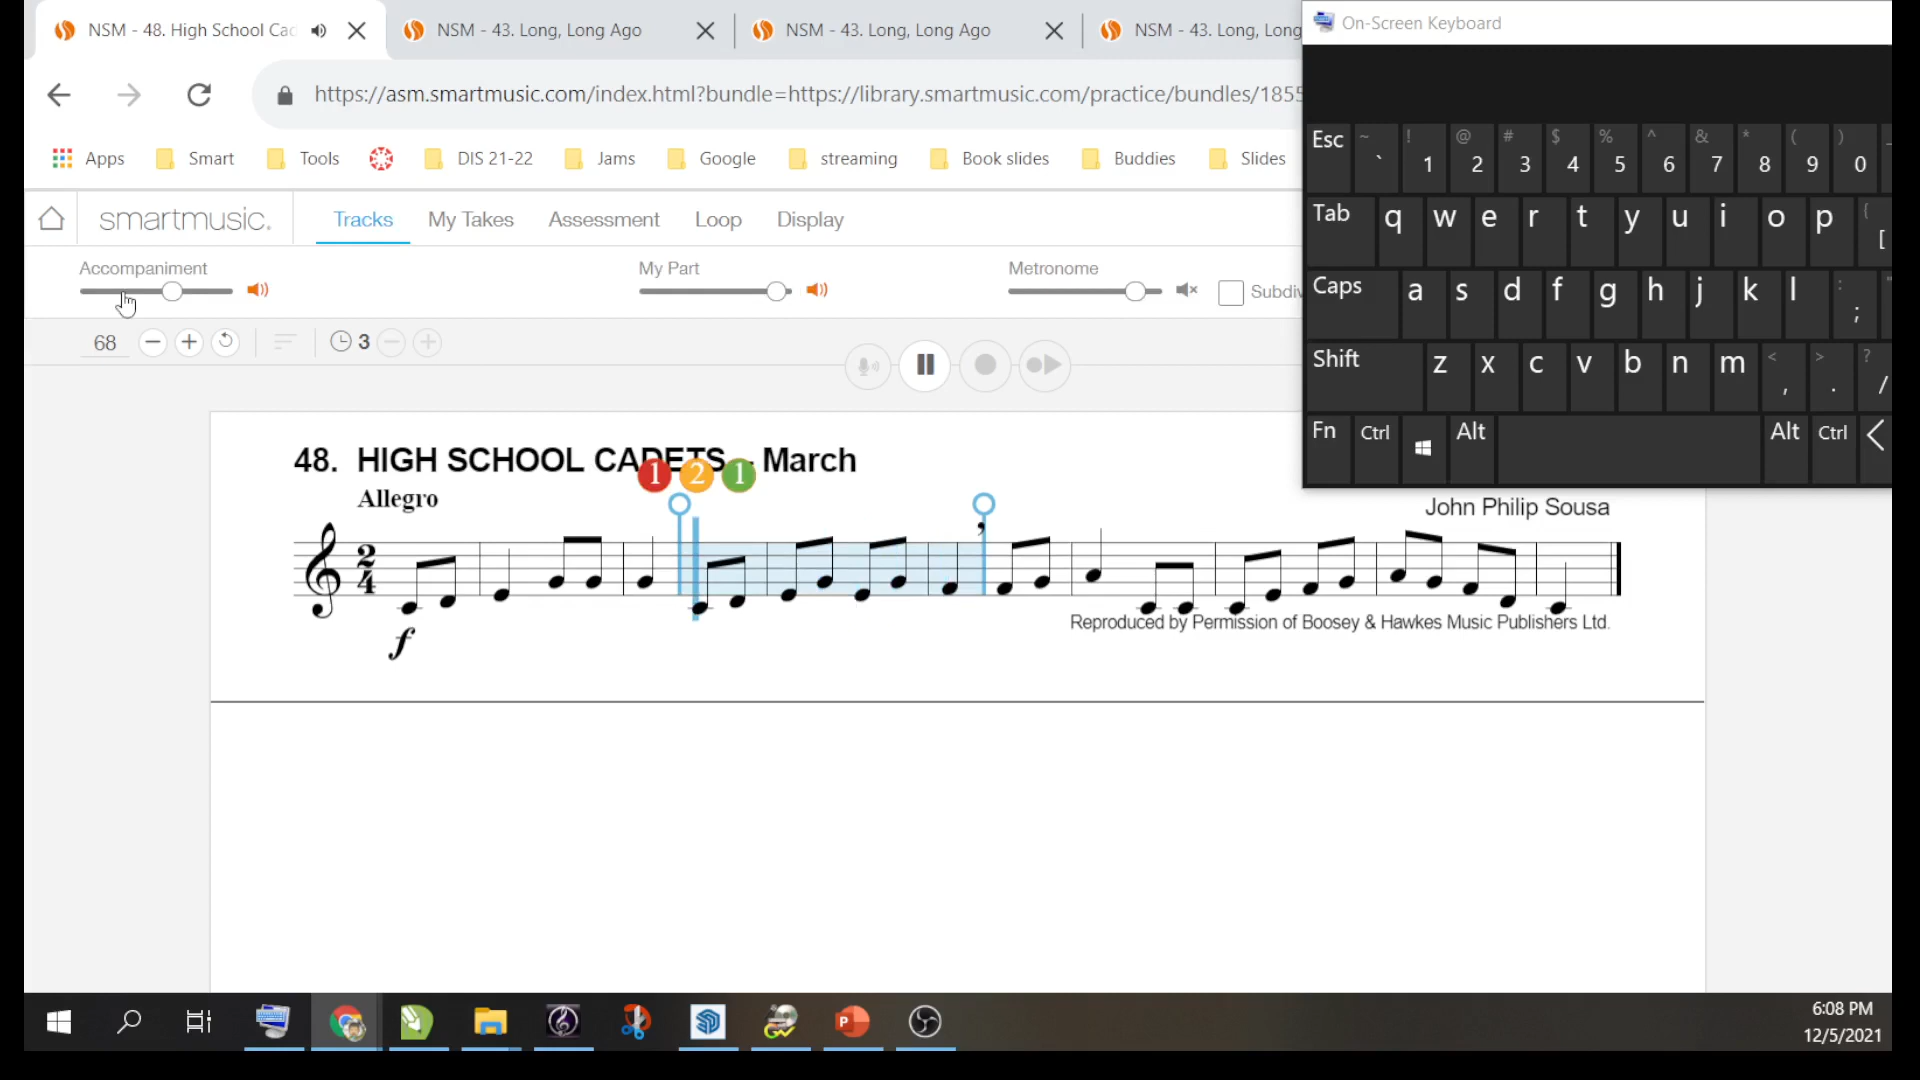 NSM - 48. High School Cad
NSM - 43. Long, Long Ago
NSM - 43. Long, Long Ago
NSM - 43. Long, Long
On-Screen Keyboard
https://asm.smartmusic.com/index.html?bundle=https://library.smartmusic.com/practice/bundles/1855
Apps
Smart
Tools
DIS 21-22
Jams
Google
streaming
Book slides
Buddies
Slides
smartmusic.
Tracks
My Takes
Assessment
Loop
Display
Accompaniment
My Part
Metronome
Subdiv
68
3
Esc ~ ` ! 1 @ 2 # 3 $ 4 % 5 ^ 6 & 7 * 8 ( 9 ) 0 _
Tab q w e r t y u i o p { [
Caps a s d f g h j k l : ; "
Shift z x c v b n m < , > . ? /
Fn Ctrl Alt Alt Ctrl
48. HIGH SCHOOL CADETS - March
1 2 1
Allegro
John Philip Sousa
2
4
f
Reproduced by Permission of Boosey & Hawkes Music Publishers Ltd.
6:08 PM
12/5/2021